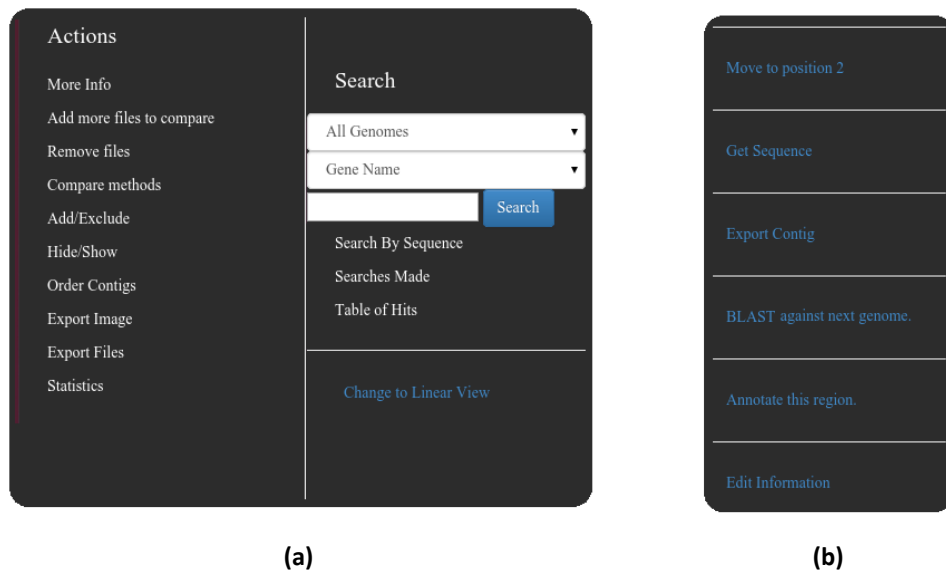 Actions
More Info
Add more files to compare
Remove files
Compare methods
Add/Exclude
Hide/Show
Order Contigs
Export Image
Export Files
Statistics
Search
All Genomes
Gene Name
Search
Search By Sequence
Searches Made
Table of Hits
Change to Linear View
(a)
Move to position 2
Get Sequence
Export Contig
BLAST against next genome.
Annotate this region.
Edit Information
(b)